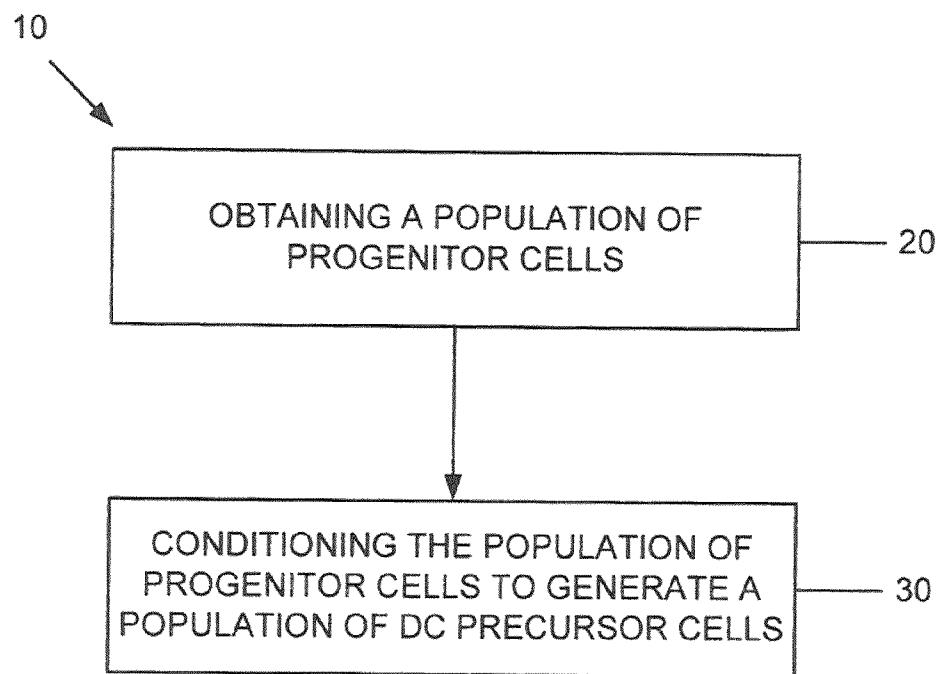 10
OBTAINING A POPULATION OF
PROGENITOR CELLS
20
CONDITIONING THE POPULATION OF
PROGENITOR CELLS TO GENERATE A
POPULATION OF DC PRECURSOR CELLS
30